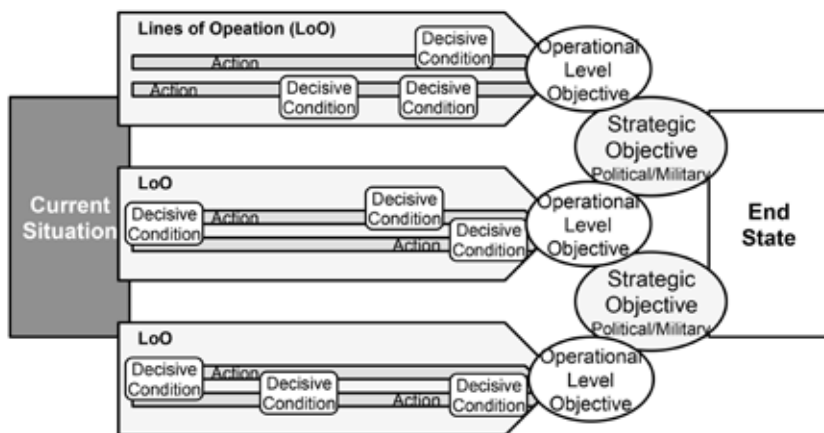 Lines of Opeation (LoO)
Decisive
Condition
Action
Action
Decisive
Condition
Decisive
Condition
Operational
Level
Objective
Strategic
Objective
Political/Military
Current
Situation
LoO
Decisive
Condition
Action
Decisive
Condition
Action
Decisive
Condition
Operational
Level
Objective
End
State
Strategic
Objective
Political/Military
LoO
Decisive
Condition
Action
Decisive
Condition
Action
Decisive
Condition
Operational
Level
Objective